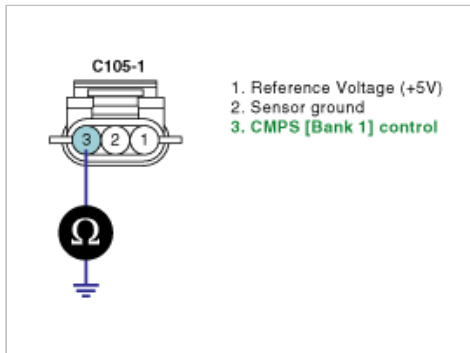 C105-1
1. Reference Voltage (+5V)
2. Sensor ground
3. CMPS [Bank 1] control
3 2 1
Ω